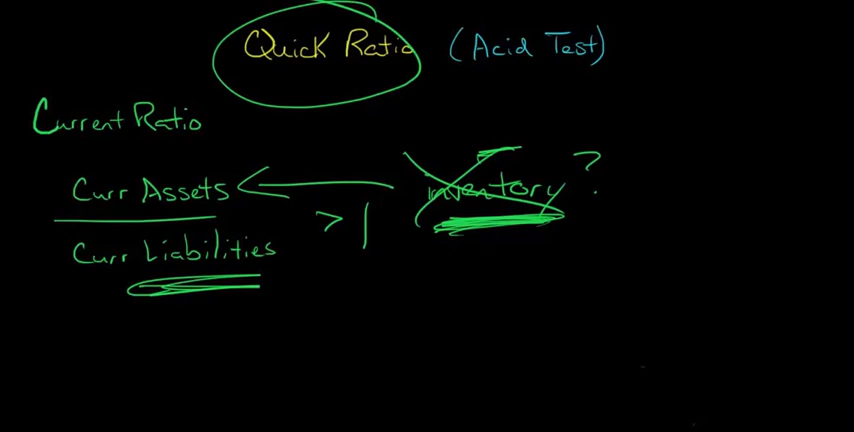 Quick Ratio (Acid Test)
Current Ratio
Curr Assets
inventory ?
> 1
Curr Liabilities